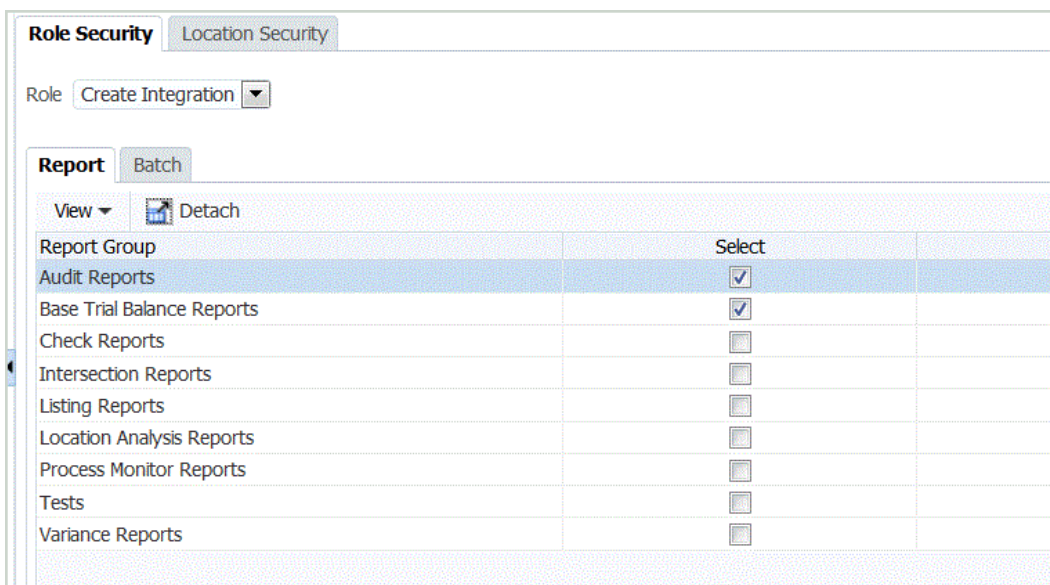 Role Security Location Security
Role Create Integration
Report Batch
View Detach
Report Group Select
Audit Reports
Base Trial Balance Reports
Check Reports
Intersection Reports
Listing Reports
Location Analysis Reports
Process Monitor Reports
Tests
Variance Reports